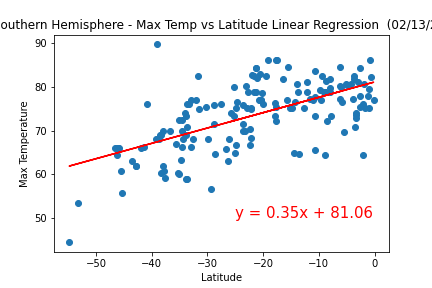 outhern Hemisphere - Max Temp vs Latitude Linear Regression (02/13/2
90
80
70
60
50
Max Temperature
y = 0.35x + 81.06
−50 −40 −30 −20 −10 0
Latitude